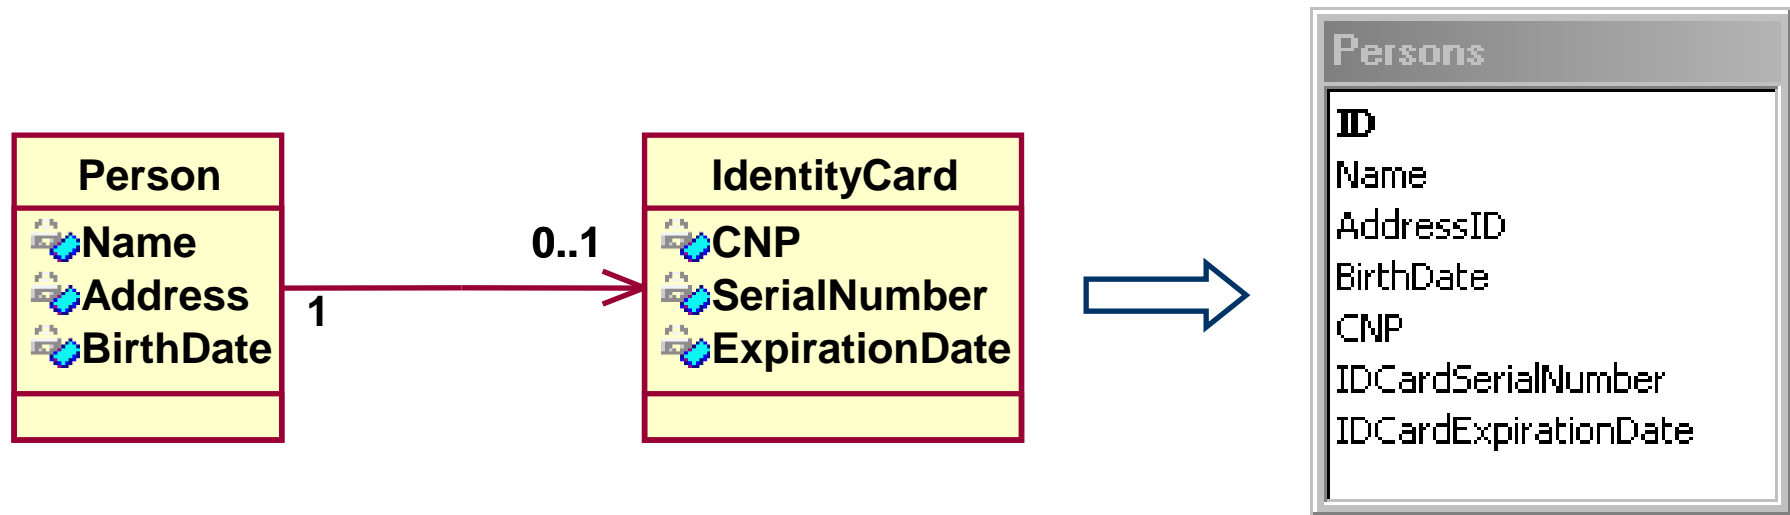 Person
Name
Address
BirthDate
1
0..1
IdentityCard
CNP
SerialNumber
ExpirationDate
Persons
ID
Name
AddressID
BirthDate
CNP
IDCardSerialNumber
IDCardExpirationDate